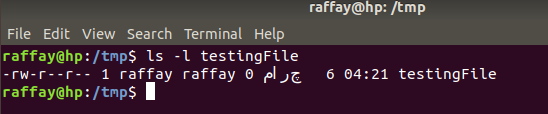 raffay@hp: /tmp
File Edit View Search Terminal Help
raffay@hp:/tmp$ ls -l testingFile
-rw-r--r-- 1 raffay raffay 0 مارچ   6 04:21 testingFile
raffay@hp:/tmp$